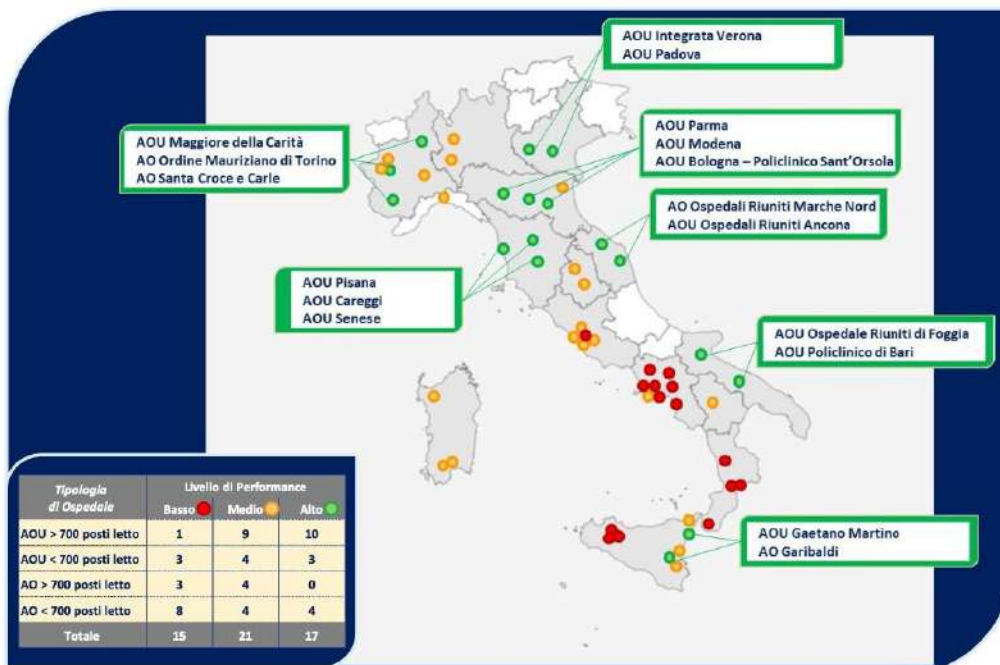 AOU Integrata Verona
AOU Padova
AOU Maggiore della Carità
AO Ordine Mauriziano di Torino
AO Santa Croce e Carle
AOU Parma
AOU Modena
AOU Bologna – Policlinico Sant'Orsola
AO Ospedali Riuniti Marche Nord
AOU Ospedali Riuniti Ancona
AOU Pisana
AOU Careggi
AOU Senese
AOU Ospedale Riuniti di Foggia
AOU Policlinico di Bari
AOU Gaetano Martino
AO Garibaldi
Tipologia di Ospedale
Livello di Performance
Basso Medio Alto
AOU > 700 posti letto 1 9 10
AOU < 700 posti letto 3 4 3
AO > 700 posti letto 3 4 0
AO < 700 posti letto 8 4 4
Totale 15 21 17